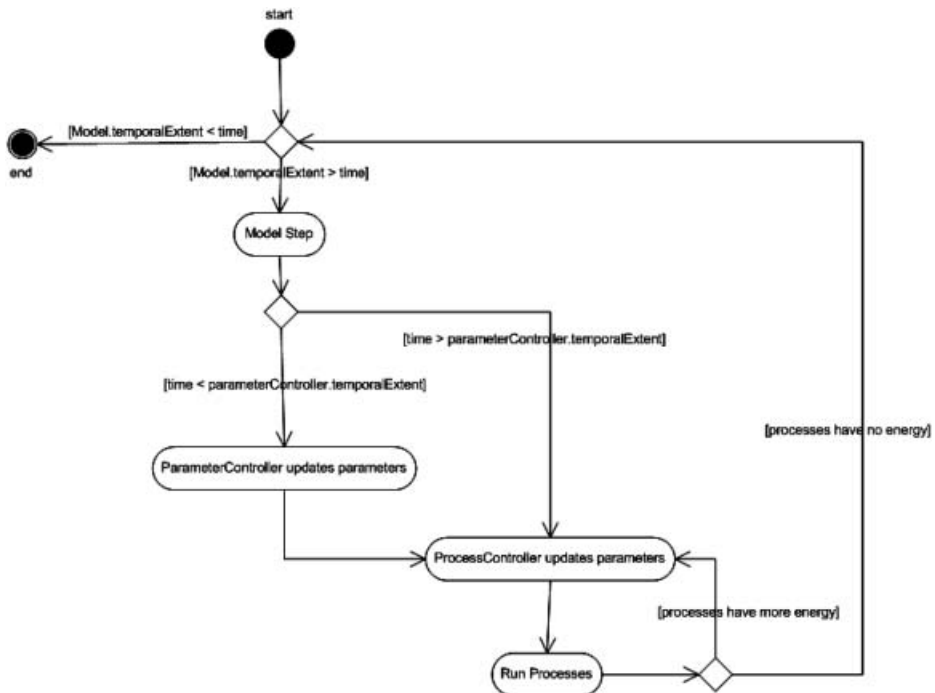 start
[Model.temporalExtent < time]
end
[Model.temporalExtent > time]
Model Step
[time > parameterController.temporalExtent]
[time < parameterController.temporalExtent]
[processes have no energy]
ParameterController updates parameters
ProcessController updates parameters
[processes have more energy]
Run Processes